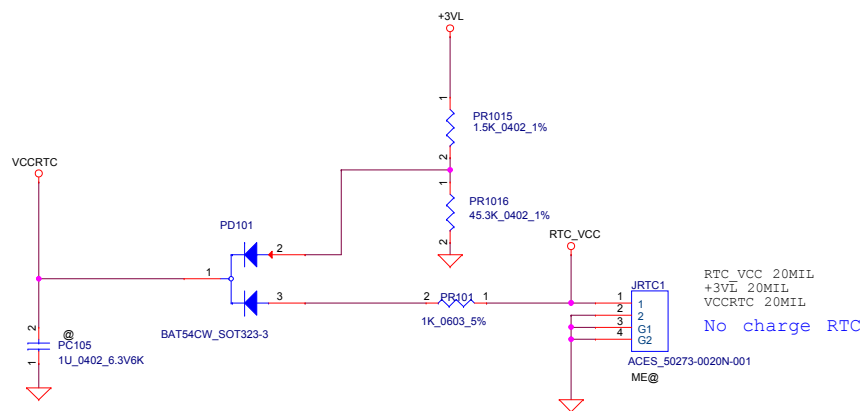 +3VL
1
PR1015
1.5K_0402_1%
2
VCCRTC
1
PR1016
45.3K_0402_1%
2
PD101
2
1
3
BAT54CW_SOT323-3
RTC_VCC
2
PR101
1
1K_0603_5%
JRTC1
1
2
3
4
1
2
G1
G2
ACES_50273-0020N-001
ME@
RTC_VCC 20MIL
+3VL 20MIL
VCCRTC 20MIL
No charge RTC
2
@
PC105
1
1U_0402_6.3V6K